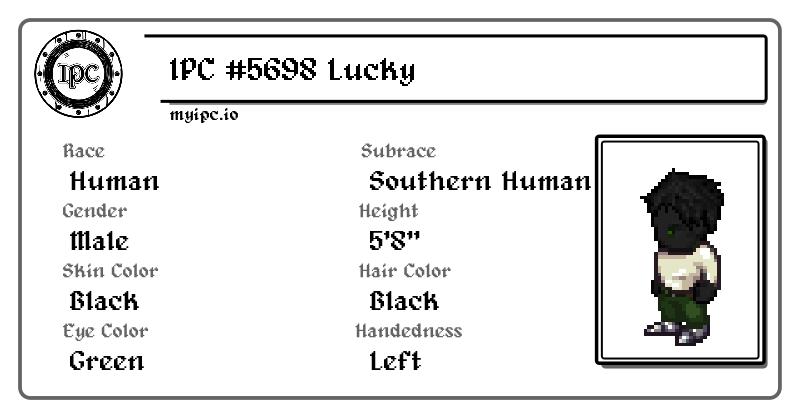 IPC
IPC #5698 Lucky
myipc.io
Race
Human
Subrace
Southern Human
Gender
Male
Height
5'8"
Skin Color
Black
Hair Color
Black
Eye Color
Green
Handedness
Left